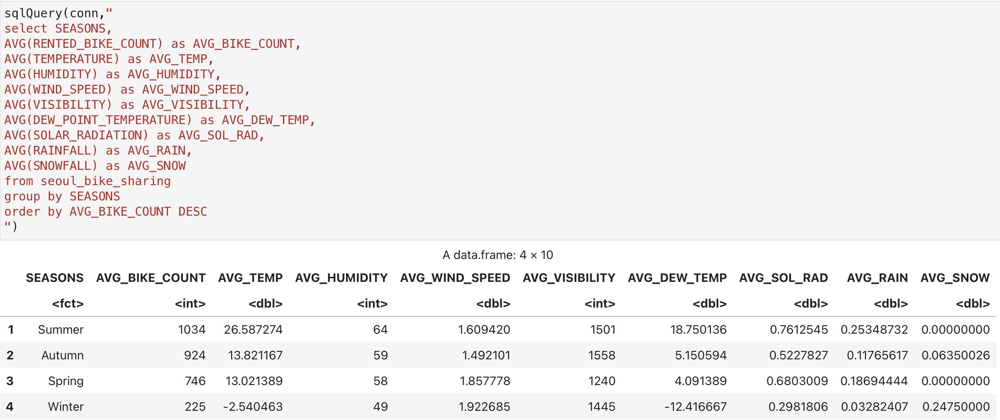 sqlQuery(conn,"
select SEASONS,
AVG(RENTED_BIKE_COUNT) as AVG_BIKE_COUNT,
AVG(TEMPERATURE) as AVG_TEMP,
AVG(HUMIDITY) as AVG_HUMIDITY,
AVG(WIND_SPEED) as AVG_WIND_SPEED,
AVG(VISIBILITY) as AVG_VISIBILITY,
AVG(DEW_POINT_TEMPERATURE) as AVG_DEW_TEMP,
AVG(SOLAR_RADIATION) as AVG_SOL_RAD,
AVG(RAINFALL) as AVG_RAIN,
AVG(SNOWFALL) as AVG_SNOW
from seoul_bike_sharing
group by SEASONS
order by AVG_BIKE_COUNT DESC
")
A data.frame: 4 × 10
SEASONS AVG_BIKE_COUNT AVG_TEMP AVG_HUMIDITY AVG_WIND_SPEED AVG_VISIBILITY AVG_DEW_TEMP AVG_SOL_RAD AVG_RAIN AVG_SNOW
<fct> <int> <dbl> <int> <dbl> <int> <dbl> <dbl> <dbl> <dbl>
1 Summer 1034 26.587274 64 1.609420 1501 18.750136 0.7612545 0.25348732 0.00000000
2 Autumn 924 13.821167 59 1.492101 1558 5.150594 0.5227827 0.11765617 0.06350026
3 Spring 746 13.021389 58 1.857778 1240 4.091389 0.6803009 0.18694444 0.00000000
4 Winter 225 -2.540463 49 1.922685 1445 -12.416667 0.2981806 0.03282407 0.24750000